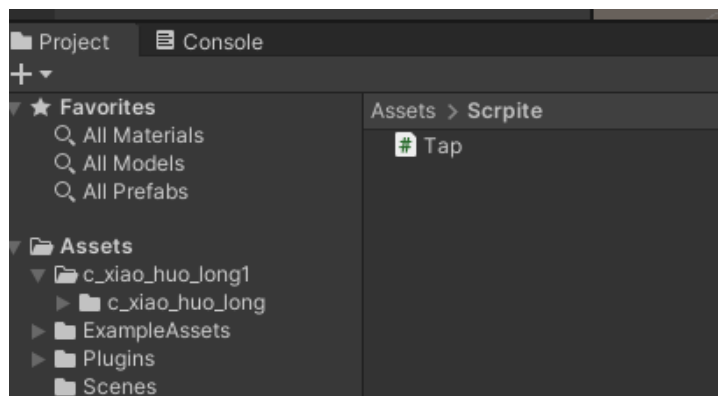 Project Console
Favorites
All Materials
All Models
All Prefabs
Assets
c_xiao_huo_long1
c_xiao_huo_long
ExampleAssets
Plugins
Scenes
Assets > Scrpite
# Tap